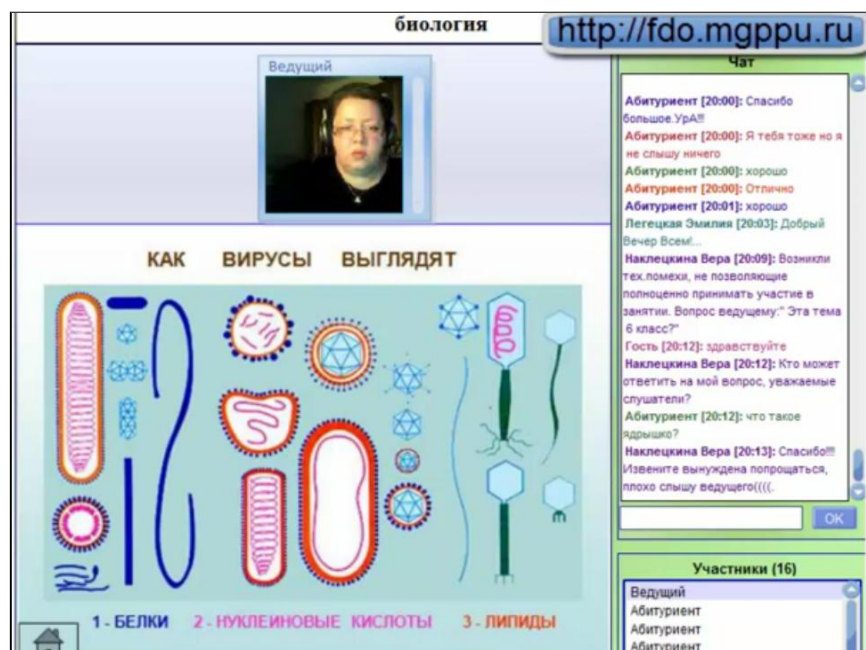 биология
http://fdo.mgppu.ru
Ведущий
КАК ВИРУСЫ ВЫГЛЯДЯТ
1 - БЕЛКИ 2 - НУКЛЕИНОВЫЕ КИСЛОТЫ 3 - ЛИПИДЫ
Чат
Абитуриент [20:00]: Спасибо
большое.УрА!!!
Абитуриент [20:00]: Я тебя тоже но я
не слышу ничего
Абитуриент [20:00]: хорошо
Абитуриент [20:00]: Отлично
Абитуриент [20:01]: хорошо
Легецкая Эмилия [20:03]: Добрый
Вечер Всем!...
Наклецкина Вера [20:09]: Возникли
тех.помехи, не позволяющие
полноценно принимать участие в
занятии. Вопрос ведущему:" Эта тема
6 класс?"
Гость [20:12]: здравствуйте
Наклецкина Вера [20:12]: Кто может
ответить на мой вопрос, уважаемые
слушатели?
Абитуриент [20:12]: что такое
ядрышко?
Наклецкина Вера [20:13]: Спасибо!!!
Извените вынуждена попрощаться,
плохо слышу ведущего((((.
OK
Участники (16)
Ведущий
Абитуриент
Абитуриент
Абитуриент